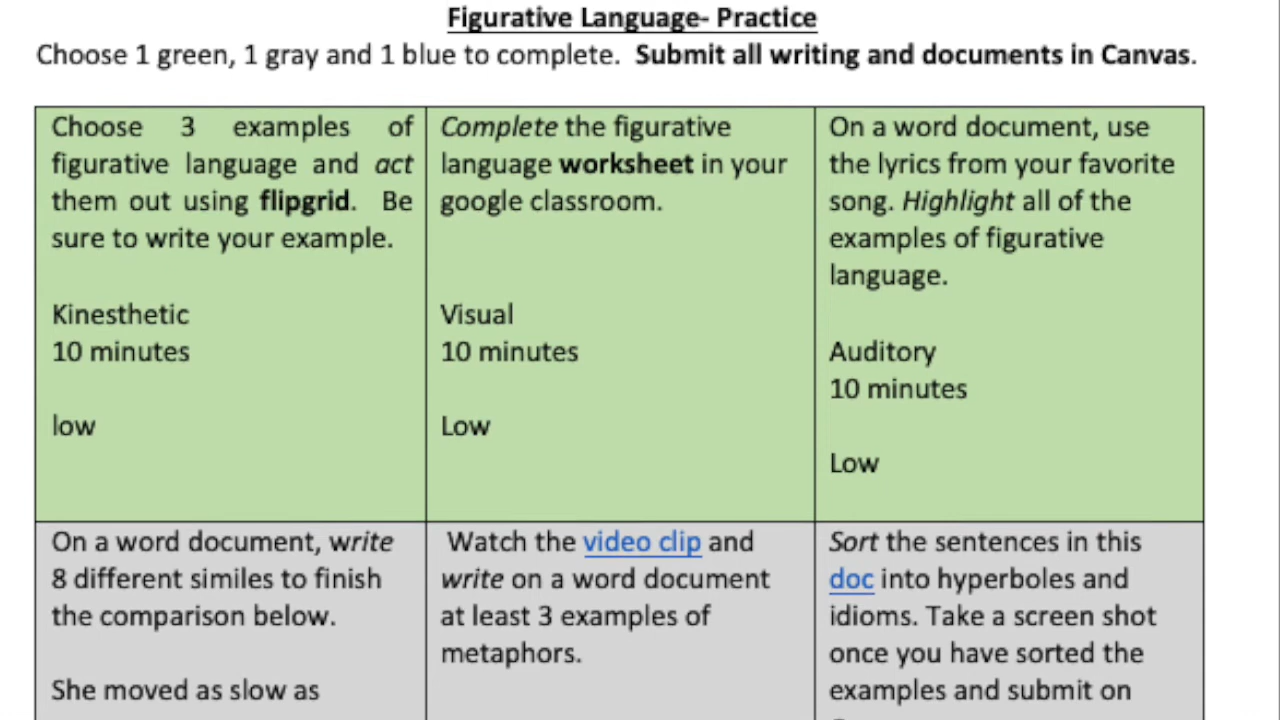 Figurative Language- Practice
Choose 1 green, 1 gray and 1 blue to complete. Submit all writing and documents in Canvas.
Choose 3 examples of
figurative language and act
them out using flipgrid. Be
sure to write your example.
Kinesthetic
10 minutes
low
Complete the figurative
language worksheet in your
google classroom.
Visual
10 minutes
Low
On a word document, use
the lyrics from your favorite
song. Highlight all of the
examples of figurative
language.
Auditory
10 minutes
Low
On a word document, write
8 different similes to finish
the comparison below.
She moved as slow as
Watch the video clip and
write on a word document
at least 3 examples of
metaphors.
Sort the sentences in this
doc into hyperboles and
idioms. Take a screen shot
once you have sorted the
examples and submit on